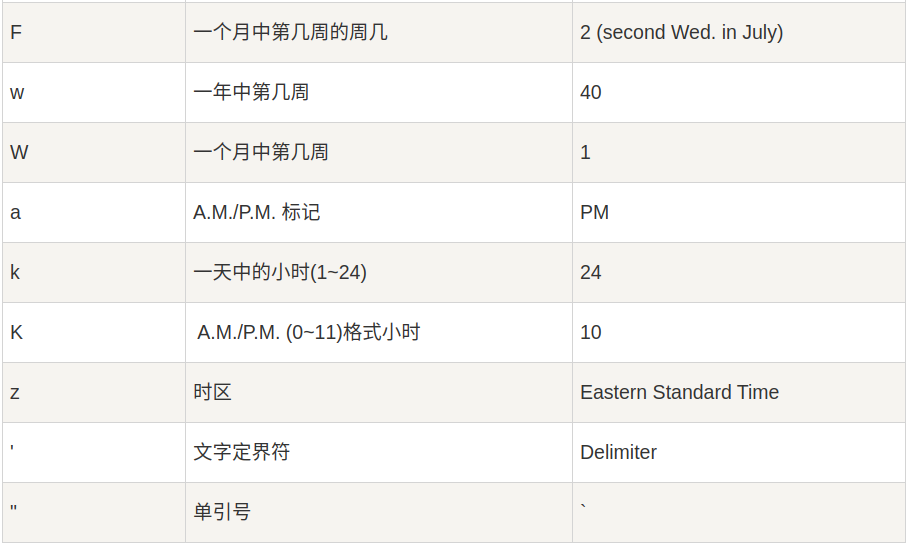 F 一个月中第几周的周几 2 (second Wed. in July)
w 一年中第几周 40
W 一个月中第几周 1
a A.M./P.M. 标记 PM
k 一天中的小时(1~24) 24
K A.M./P.M. (0~11)格式小时 10
z 时区 Eastern Standard Time
' 文字定界符 Delimiter
" 单引号 `